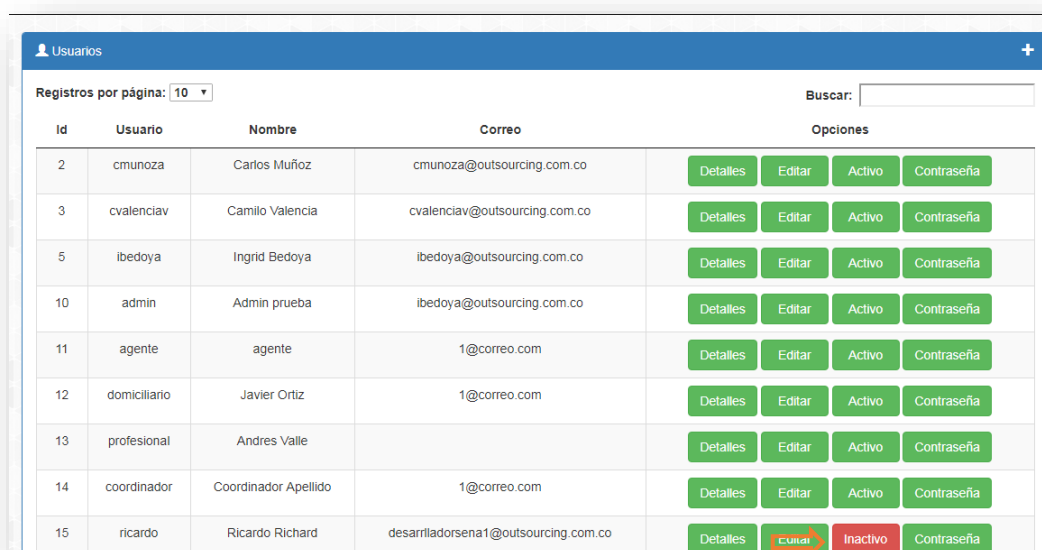 Usuarios +
Registros por página: 10 Buscar:
Id Usuario Nombre Correo Opciones
2 cmunoza Carlos Muñoz cmunoza@outsourcing.com.co Detalles Editar Activo Contraseña
3 cvalenciav Camilo Valencia cvalenciav@outsourcing.com.co Detalles Editar Activo Contraseña
5 ibedoya Ingrid Bedoya ibedoya@outsourcing.com.co Detalles Editar Activo Contraseña
10 admin Admin prueba ibedoya@outsourcing.com.co Detalles Editar Activo Contraseña
11 agente agente 1@correo.com Detalles Editar Activo Contraseña
12 domiciliario Javier Ortiz 1@correo.com Detalles Editar Activo Contraseña
13 profesional Andres Valle Detalles Editar Activo Contraseña
14 coordinador Coordinador Apellido 1@correo.com Detalles Editar Activo Contraseña
15 ricardo Ricardo Richard desarrlladorsena1@outsourcing.com.co Detalles Editar Inactivo Contraseña